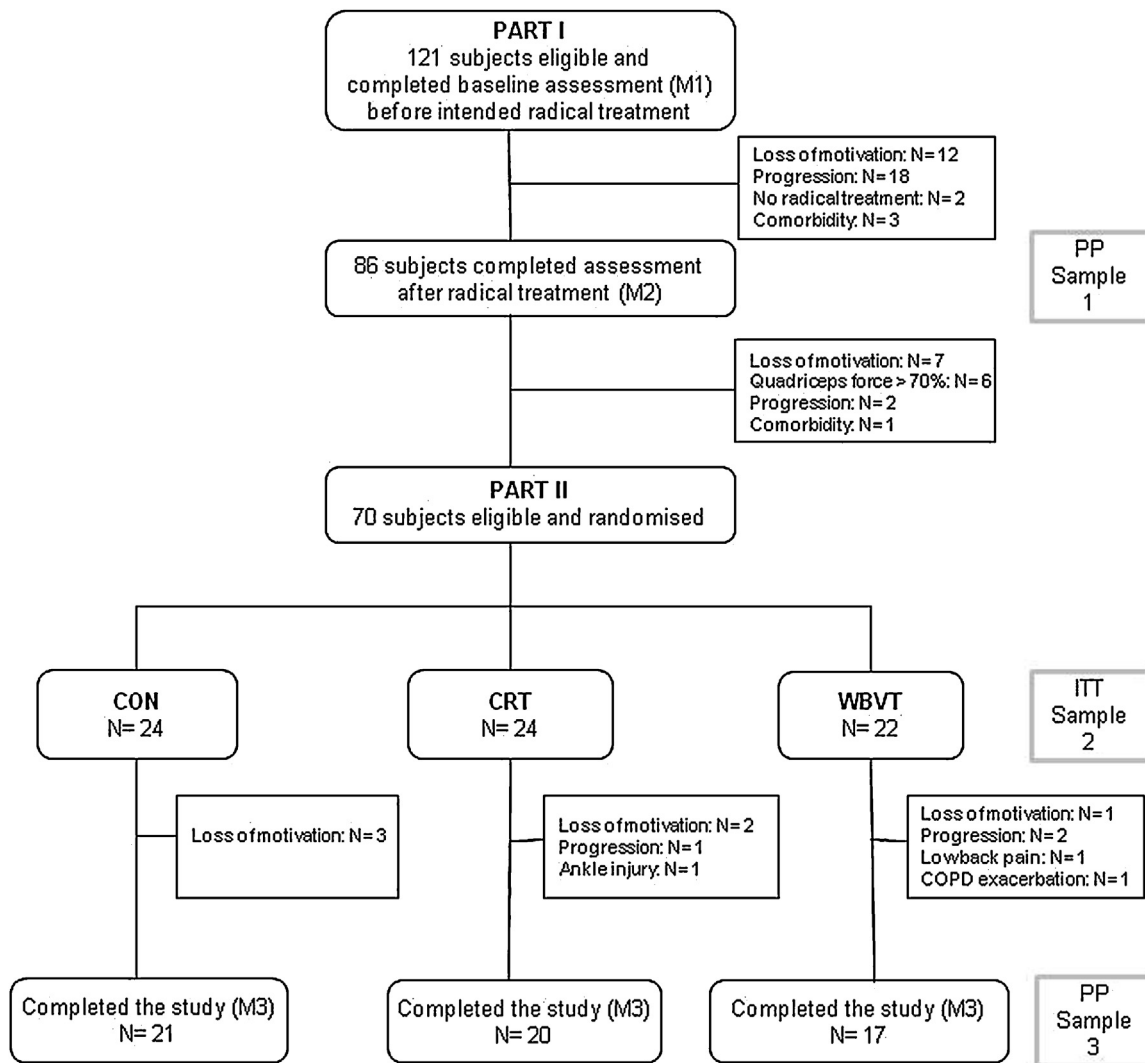 PART I
121 subjects eligible and
completed baseline assessment (M1)
before intended radical treatment
Loss of motivation: N=12
Progression: N=18
No radical treatment: N=2
Comorbidity: N=3
PP
Sample
1
86 subjects completed assessment
after radical treatment (M2)
Loss of motivation: N=7
Quadriceps force > 70%: N=6
Progression: N=2
Comorbidity: N=1
PART II
70 subjects eligible and randomised
CON
N= 24
CRT
N= 24
WBVT
N= 22
ITT
Sample
2
Loss of motivation: N=3
Loss of motivation: N=2
Progression: N=1
Ankle injury: N=1
Loss of motivation: N=1
Progression: N=2
Lowback pain: N=1
COPD exacerbation: N=1
Completed the study (M3)
N= 21
Completed the study (M3)
N= 20
Completed the study (M3)
N= 17
PP
Sample
3